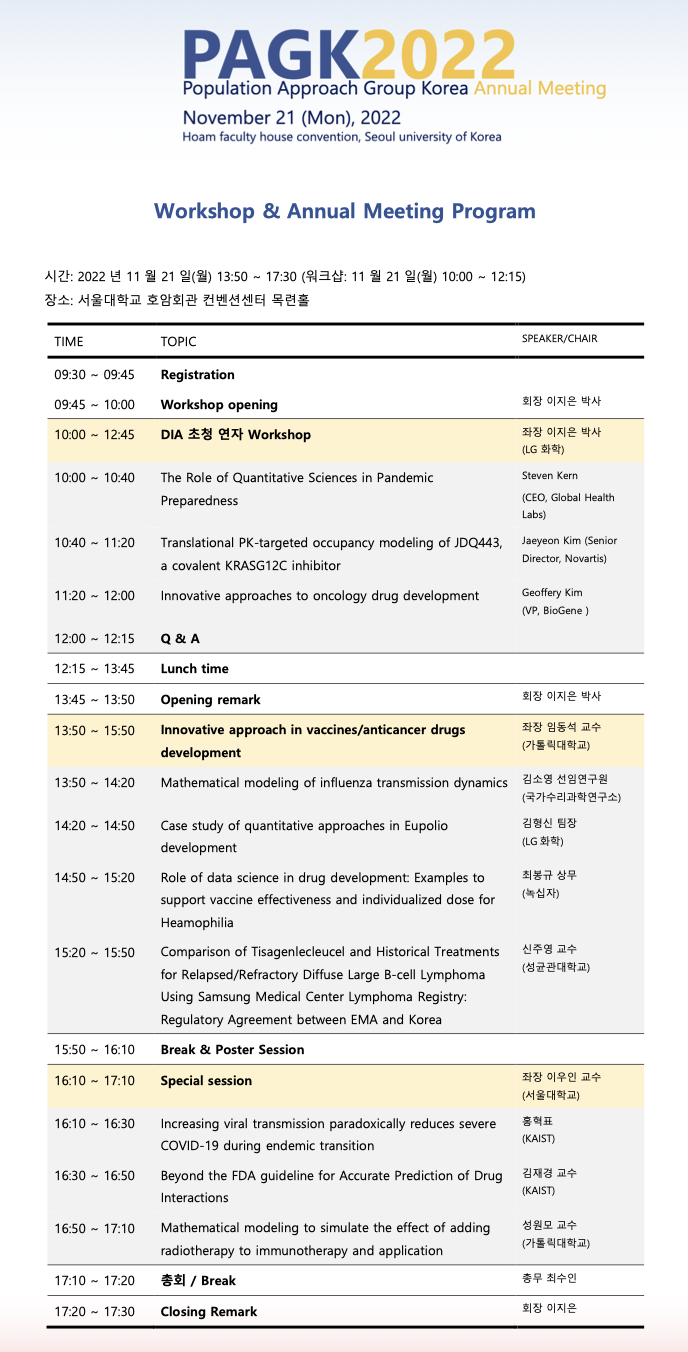 PAGK2022
Population Approach Group Korea Annual Meeting
November 21 (Mon), 2022
Hoam faculty house convention, Seoul university of Korea
Workshop & Annual Meeting Program
시간: 2022 년 11 월 21 일(월) 13:50 ~ 17:30 (워크샵: 11 월 21 일(월) 10:00 ~ 12:15)
장소: 서울대학교 호암회관 컨벤션센터 목련홀
TIME TOPIC SPEAKER/CHAIR
09:30 ~ 09:45 Registration
09:45 ~ 10:00 Workshop opening 회장 이지은 박사
10:00 ~ 12:45 DIA 초청 연자 Workshop 좌장 이지은 박사
(LG 화학)
10:00 ~ 10:40 The Role of Quantitative Sciences in Pandemic Steven Kern
Preparedness (CEO, Global Health
Labs)
10:40 ~ 11:20 Translational PK-targeted occupancy modeling of JDQ443, Jaeyeon Kim (Senior
a covalent KRASG12C inhibitor Director, Novartis)
11:20 ~ 12:00 Innovative approaches to oncology drug development Geoffery Kim
(VP, BioGene )
12:00 ~ 12:15 Q & A
12:15 ~ 13:45 Lunch time
13:45 ~ 13:50 Opening remark 회장 이지은 박사
13:50 ~ 15:50 Innovative approach in vaccines/anticancer drugs 좌장 임동석 교수
development (가톨릭대학교)
13:50 ~ 14:20 Mathematical modeling of influenza transmission dynamics 김소영 선임연구원
(국가수리과학연구소)
14:20 ~ 14:50 Case study of quantitative approaches in Eupolio 김형신 팀장
development (LG 화학)
14:50 ~ 15:20 Role of data science in drug development: Examples to 최봉규 상무
support vaccine effectiveness and individualized dose for (녹십자)
Heamophilia
15:20 ~ 15:50 Comparison of Tisagenlecleucel and Historical Treatments 신주영 교수
for Relapsed/Refractory Diffuse Large B-cell Lymphoma (성균관대학교)
Using Samsung Medical Center Lymphoma Registry:
Regulatory Agreement between EMA and Korea
15:50 ~ 16:10 Break & Poster Session
16:10 ~ 17:10 Special session 좌장 이우인 교수
(서울대학교)
16:10 ~ 16:30 Increasing viral transmission paradoxically reduces severe 홍혁표
COVID-19 during endemic transition (KAIST)
16:30 ~ 16:50 Beyond the FDA guideline for Accurate Prediction of Drug 김재경 교수
Interactions (KAIST)
16:50 ~ 17:10 Mathematical modeling to simulate the effect of adding 성원모 교수
radiotherapy to immunotherapy and application (가톨릭대학교)
17:10 ~ 17:20 총회 / Break 총무 최수인
17:20 ~ 17:30 Closing Remark 회장 이지은